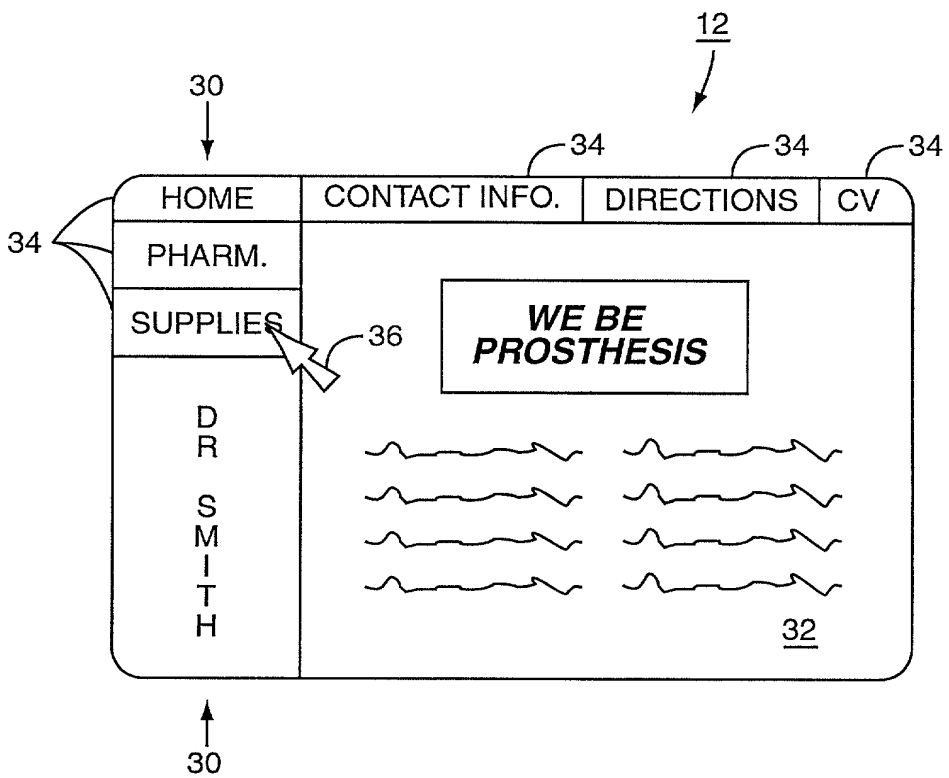 12
30
34 34 34
HOME CONTACT INFO. DIRECTIONS CV
34
PHARM.
SUPPLIES
36
WE BE
PROSTHESIS
D
R
S
M
I
T
H
32
30